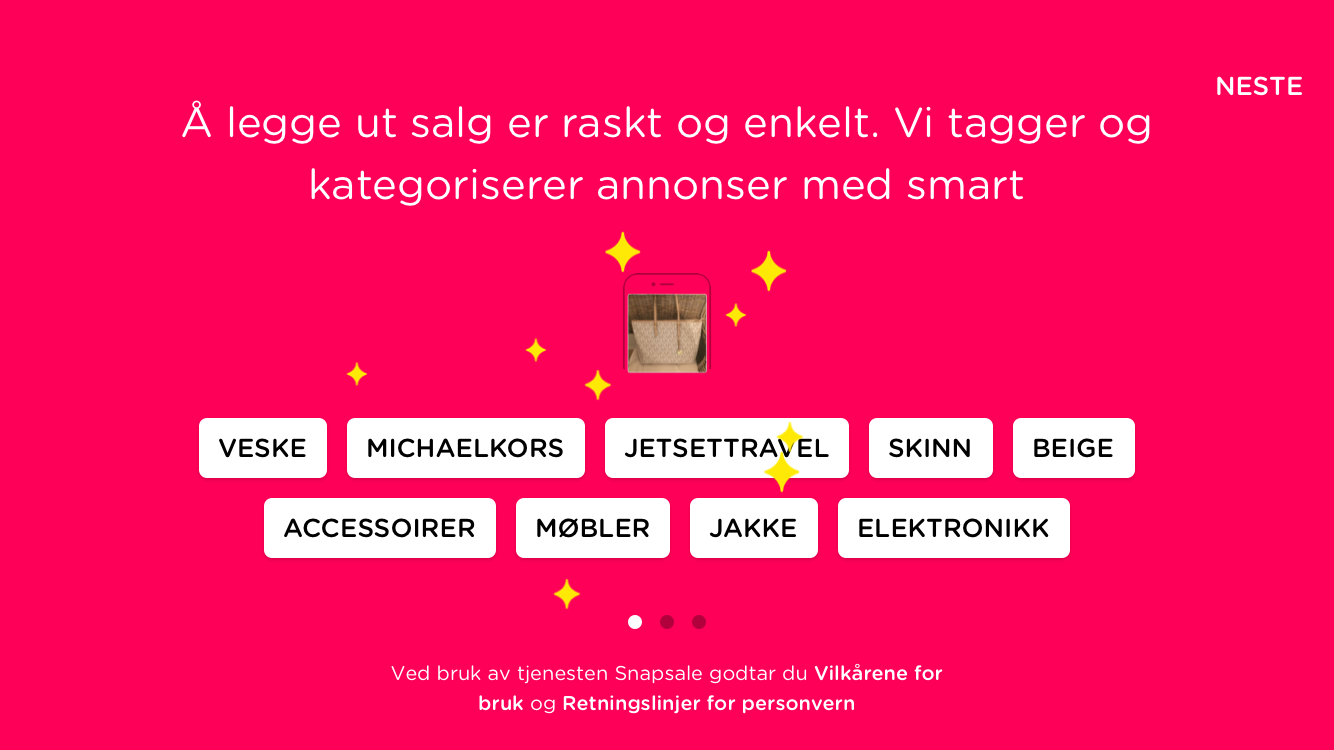 NESTE
Å legge ut salg er raskt og enkelt. Vi tagger og
kategoriserer annonser med smart
VESKE MICHAELKORS JETSETTRAVEL SKINN BEIGE
ACCESSOIRER MØBLER JAKKE ELEKTRONIKK
Ved bruk av tjenesten Snapsale godtar du Vilkårene for
bruk og Retningslinjer for personvern